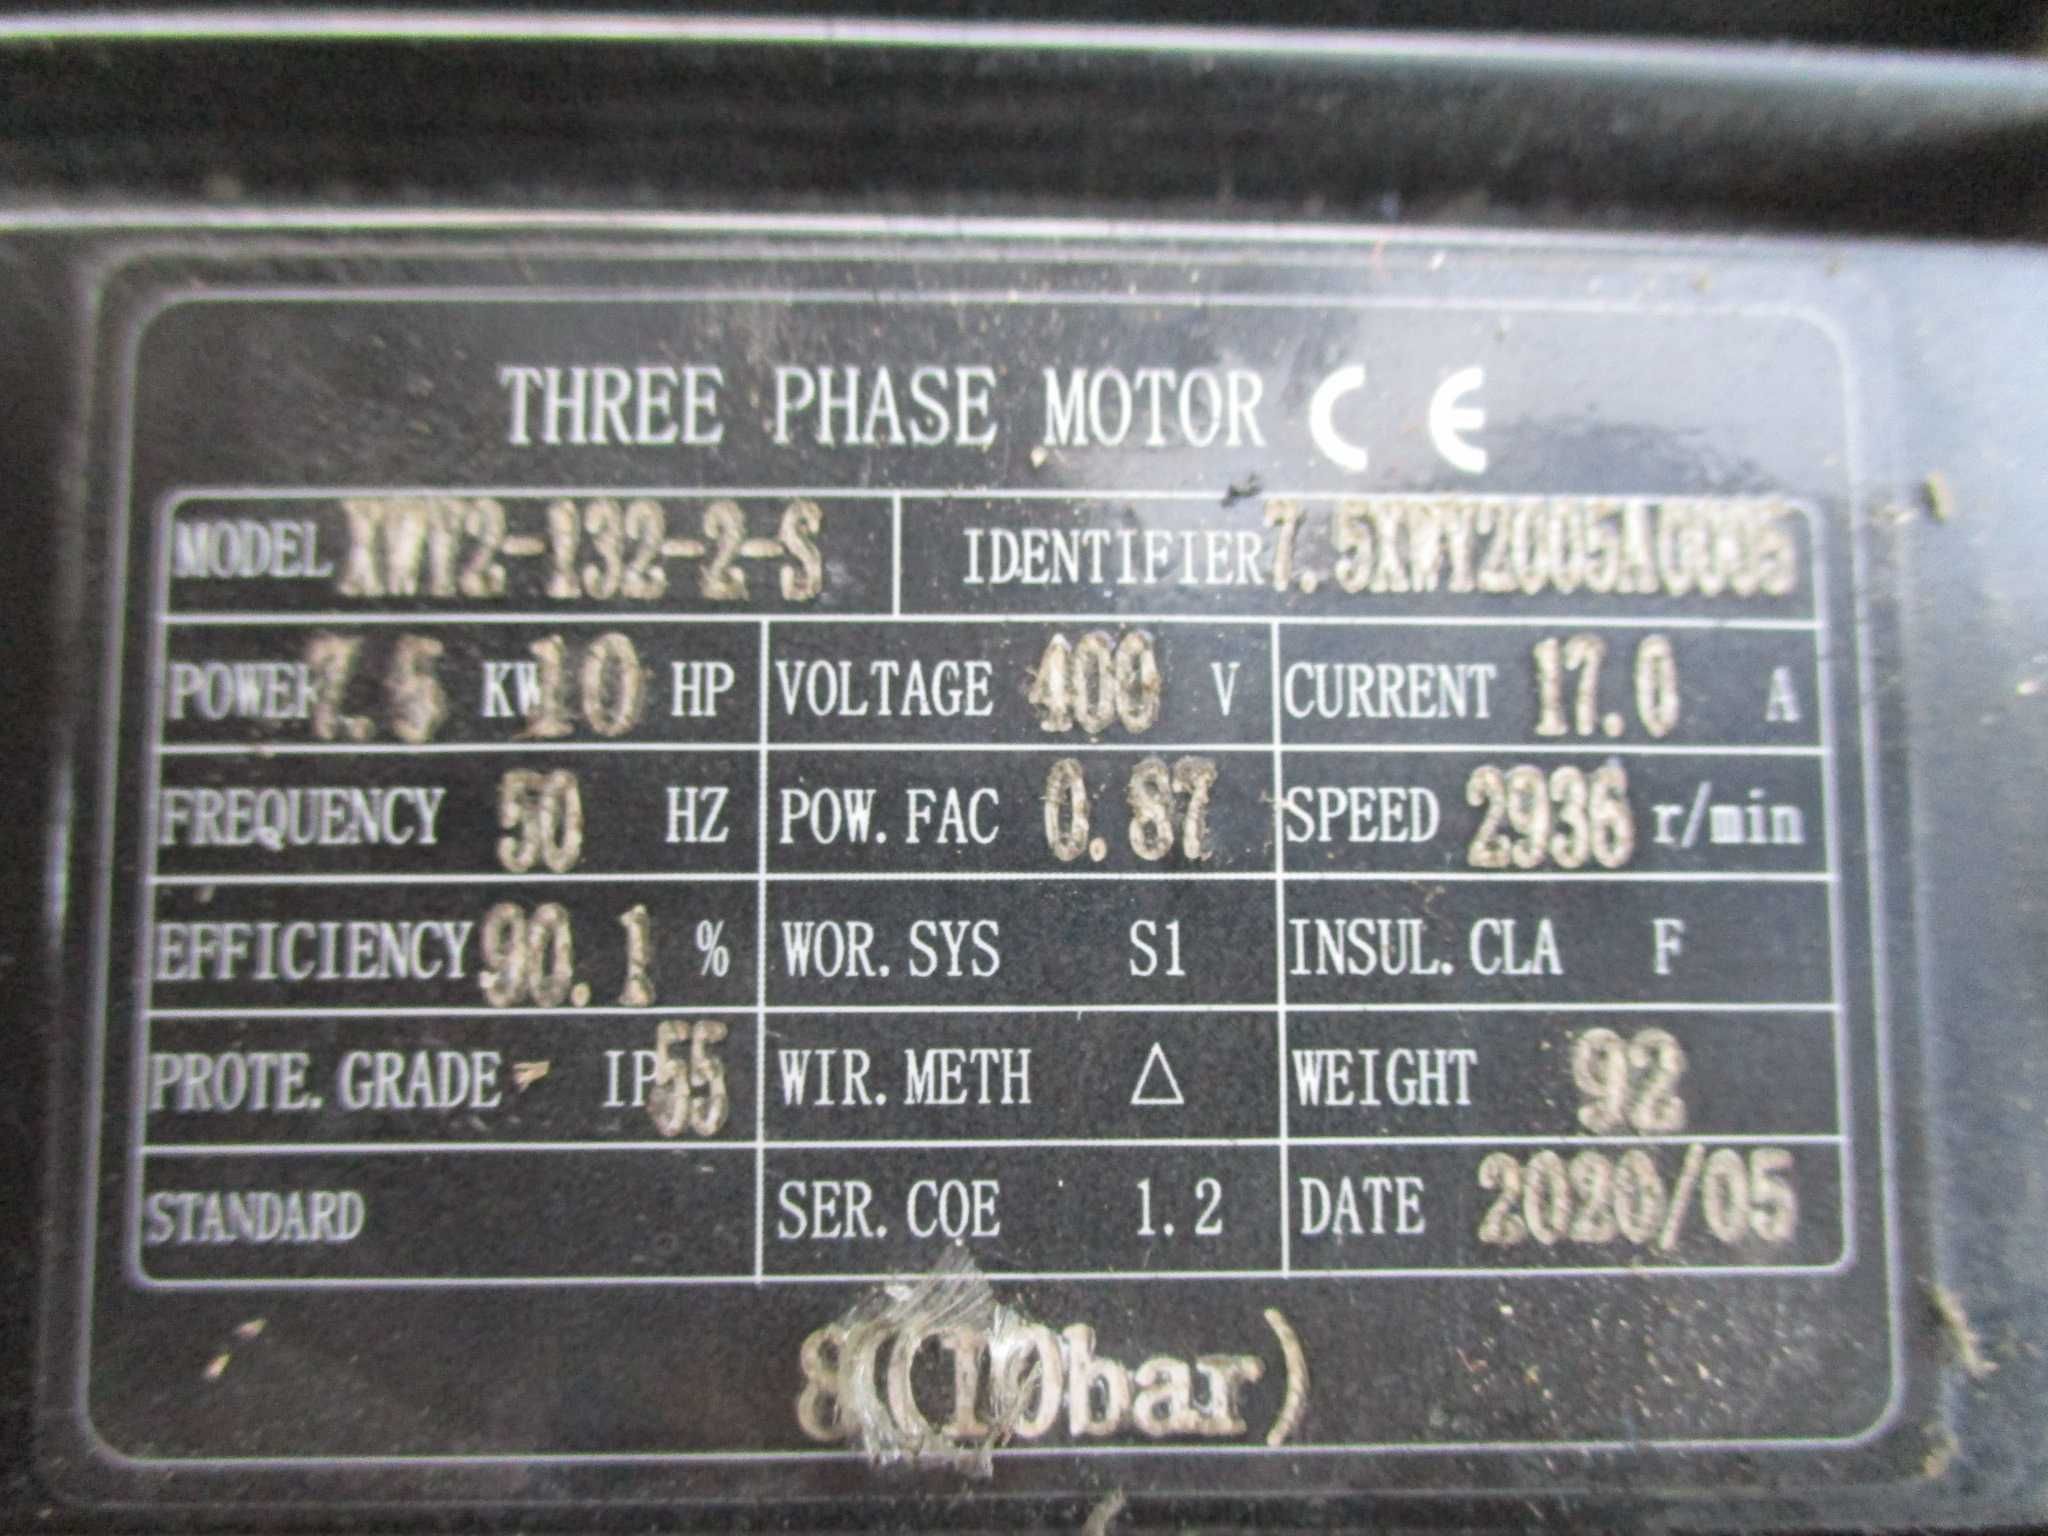 THREE PHASE MOTOR CE
MODEL XWY2-132-2-S IDENTIFIER 7.5XWY2005A0005
POWER 7.5 KW 10 HP VOLTAGE 400 V CURRENT 17.0 A
FREQUENCY 50 HZ POW.FAC 0.87 SPEED 2936 r/min
EFFICIENCY 90.1 % WOR.SYS S1 INSUL.CLA F
PROTE.GRADE IP55 WIR.METH △ WEIGHT 92
STANDARD SER.COE 1.2 DATE 2020/05
8(10bar)